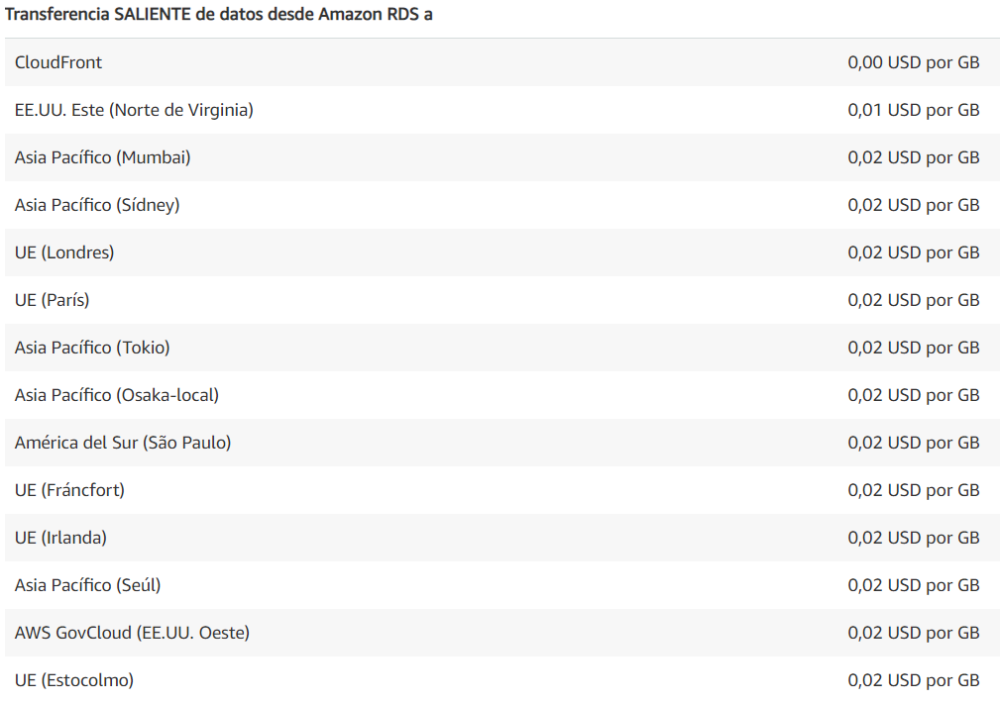 Transferencia SALIENTE de datos desde Amazon RDS a
CloudFront 0,00 USD por GB
EE.UU. Este (Norte de Virginia) 0,01 USD por GB
Asia Pacífico (Mumbai) 0,02 USD por GB
Asia Pacífico (Sídney) 0,02 USD por GB
UE (Londres) 0,02 USD por GB
UE (París) 0,02 USD por GB
Asia Pacífico (Tokio) 0,02 USD por GB
Asia Pacífico (Osaka-local) 0,02 USD por GB
América del Sur (São Paulo) 0,02 USD por GB
UE (Fráncfort) 0,02 USD por GB
UE (Irlanda) 0,02 USD por GB
Asia Pacífico (Seúl) 0,02 USD por GB
AWS GovCloud (EE.UU. Oeste) 0,02 USD por GB
UE (Estocolmo) 0,02 USD por GB